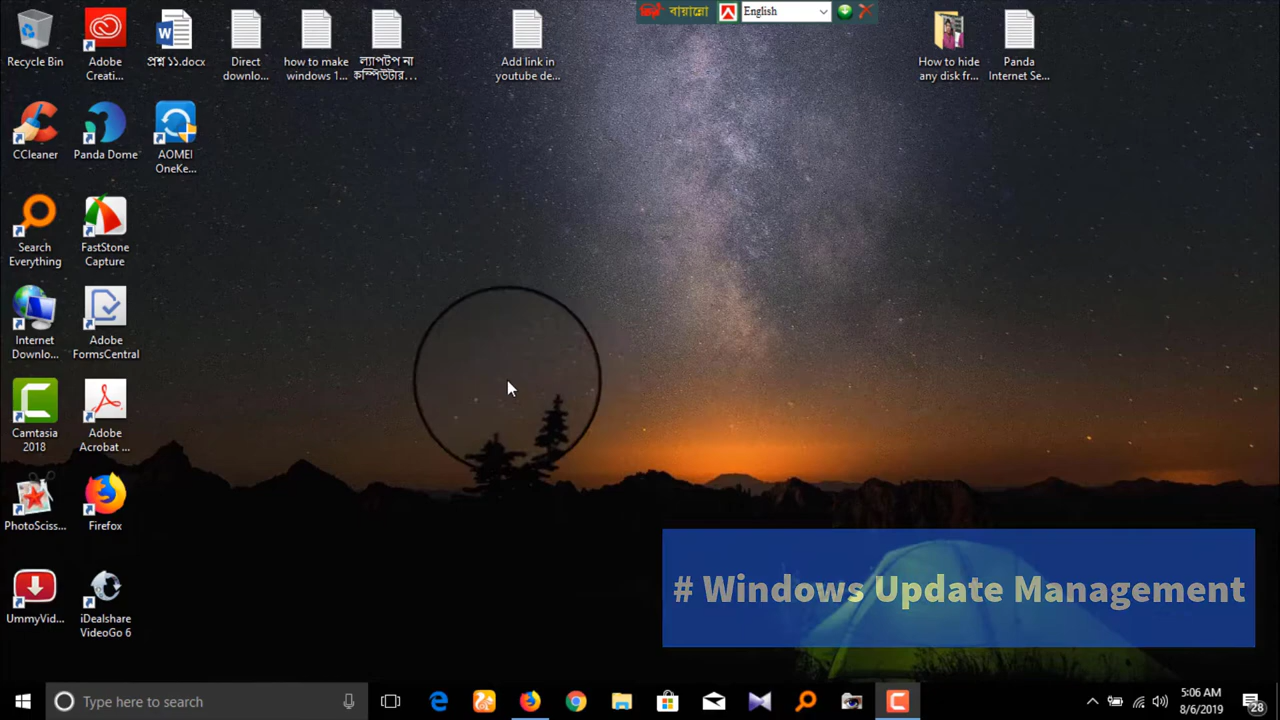 বায়ান্নো
English
Recycle Bin
Adobe
Creati...
প্রশ্ন ১১.docx
Direct
downlo...
how to make
windows 1...
ল্যাপটপ না
কম্পিউটার...
Add link in
youtube de...
How to hide
any disk fr...
Panda
Internet Se...
CCleaner
Panda Dome
AOMEI
OneKe...
Search
Everything
FastStone
Capture
Internet
Downlo...
Adobe
FormsCentral
Camtasia
2018
Adobe
Acrobat ...
PhotoSciss...
Firefox
# Windows Update Management
UmmyVid...
iDealshare
VideoGo 6
Type here to search
5:06 AM
8/6/2019
28